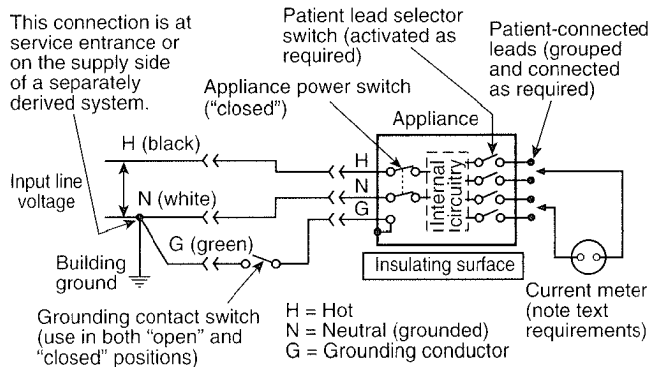 This connection is at
service entrance or
on the supply side
of a separately
derived system.
Patient lead selector
switch (activated as
required)
Patient-connected
leads (grouped
and connected
as required)
Appliance power switch
(“closed”)
Appliance
H (black)
H
Input line
voltage
N (white)
N
G
G (green)
Internal
circuitry
Building
ground
Insulating surface
Grounding contact switch
(use in both “open” and
“closed” positions)
H = Hot
N = Neutral (grounded)
G = Grounding conductor
Current meter
(note text
requirements)